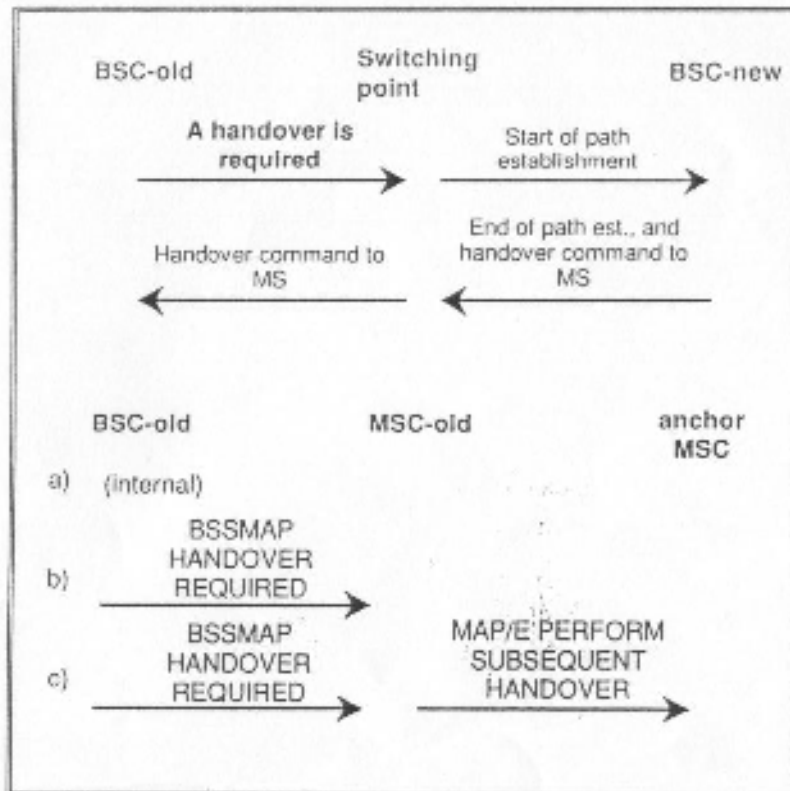 BSC-old
Switching
point
BSC-new
A handover is
required
Start of path
establishment
Handover command to
MS
End of path est., and
handover command to
MS
BSC-old
MSC-old
anchor
MSC
a) (internal)
b)
BSSMAP
HANDOVER
REQUIRED
c)
BSSMAP
HANDOVER
REQUIRED
MAP/E PERFORM
SUBSEQUENT
HANDOVER